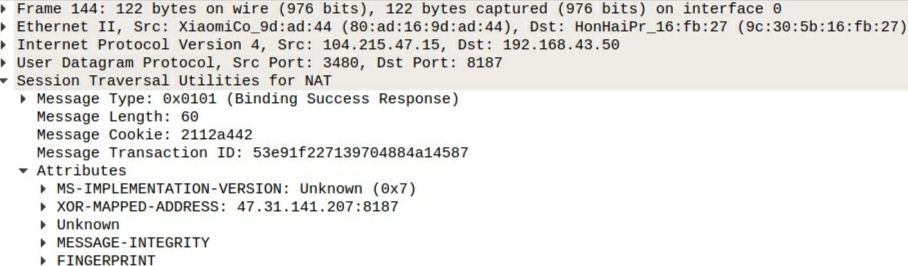 Frame 144: 122 bytes on wire (976 bits), 122 bytes captured (976 bits) on interface 0
Ethernet II, Src: XiaomiCo_9d:ad:44 (80:ad:16:9d:ad:44), Dst: HonHaiPr_16:fb:27 (9c:30:5b:16:fb:27)
Internet Protocol Version 4, Src: 104.215.47.15, Dst: 192.168.43.50
User Datagram Protocol, Src Port: 3480, Dst Port: 8187
Session Traversal Utilities for NAT
Message Type: 0x0101 (Binding Success Response)
Message Length: 60
Message Cookie: 2112a442
Message Transaction ID: 53e91f227139704884a14587
Attributes
MS-IMPLEMENTATION-VERSION: Unknown (0x7)
XOR-MAPPED-ADDRESS: 47.31.141.207:8187
Unknown
MESSAGE-INTEGRITY
FINGERPRINT